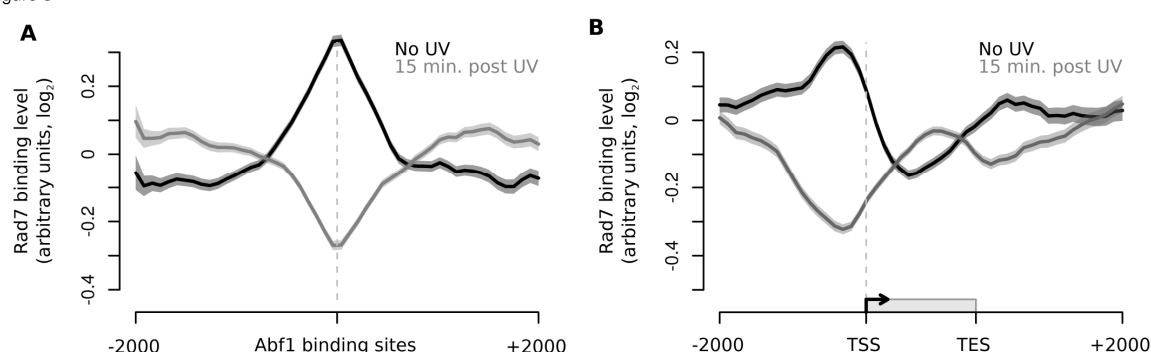 A
No UV
15 min. post UV
Rad7 binding level
(arbitrary units, log2)
0.2
0
-0.2
-0.4
-2000
Abf1 binding sites
+2000
B
No UV
15 min. post UV
Rad7 binding level
(arbitrary units, log2)
0.2
0
-0.2
-0.4
-2000
TSS
TES
+2000